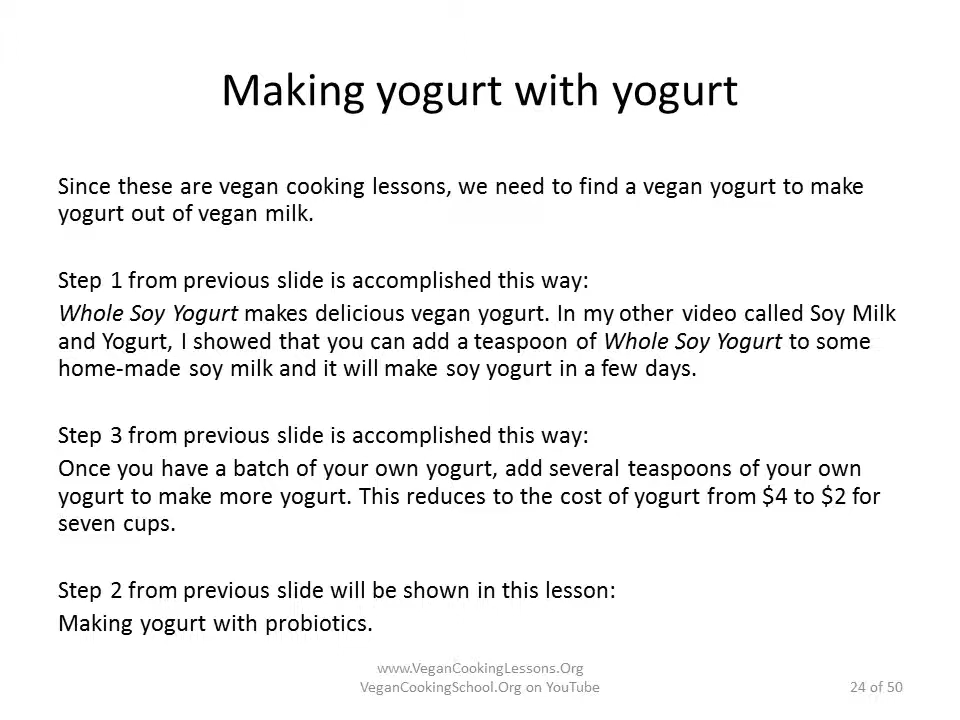 Making yogurt with yogurt
Since these are vegan cooking lessons, we need to find a vegan yogurt to make
yogurt out of vegan milk.
Step 1 from previous slide is accomplished this way:
Whole Soy Yogurt makes delicious vegan yogurt. In my other video called Soy Milk
and Yogurt, I showed that you can add a teaspoon of Whole Soy Yogurt to some
home-made soy milk and it will make soy yogurt in a few days.
Step 3 from previous slide is accomplished this way:
Once you have a batch of your own yogurt, add several teaspoons of your own
yogurt to make more yogurt. This reduces to the cost of yogurt from $4 to $2 for
seven cups.
Step 2 from previous slide will be shown in this lesson:
Making yogurt with probiotics.
www.VeganCookingLessons.Org
VeganCookingSchool.Org on YouTube
24 of 50